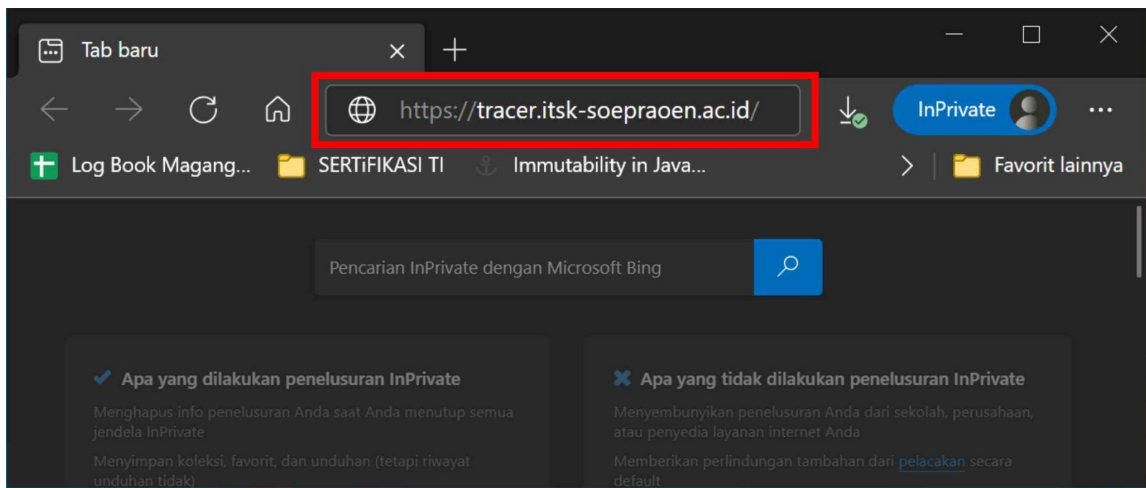 Tab baru
https://tracer.itsk-soepraoen.ac.id/
InPrivate
Log Book Magang...
SERTiFIKASI TI
Immutability in Java...
Favorit lainnya
Pencarian InPrivate dengan Microsoft Bing
Apa yang dilakukan penelusuran InPrivate
Menghapus info penelusuran Anda saat Anda menutup semua
jendela InPrivate
Menyimpan koleksi, favorit, dan unduhan (tetapi riwayat
unduhan tidak)
Apa yang tidak dilakukan penelusuran InPrivate
Menyembunyikan penelusuran Anda dari sekolah, perusahaan,
atau penyedia layanan internet Anda
Memberikan perlindungan tambahan dari pelacakan secara
default